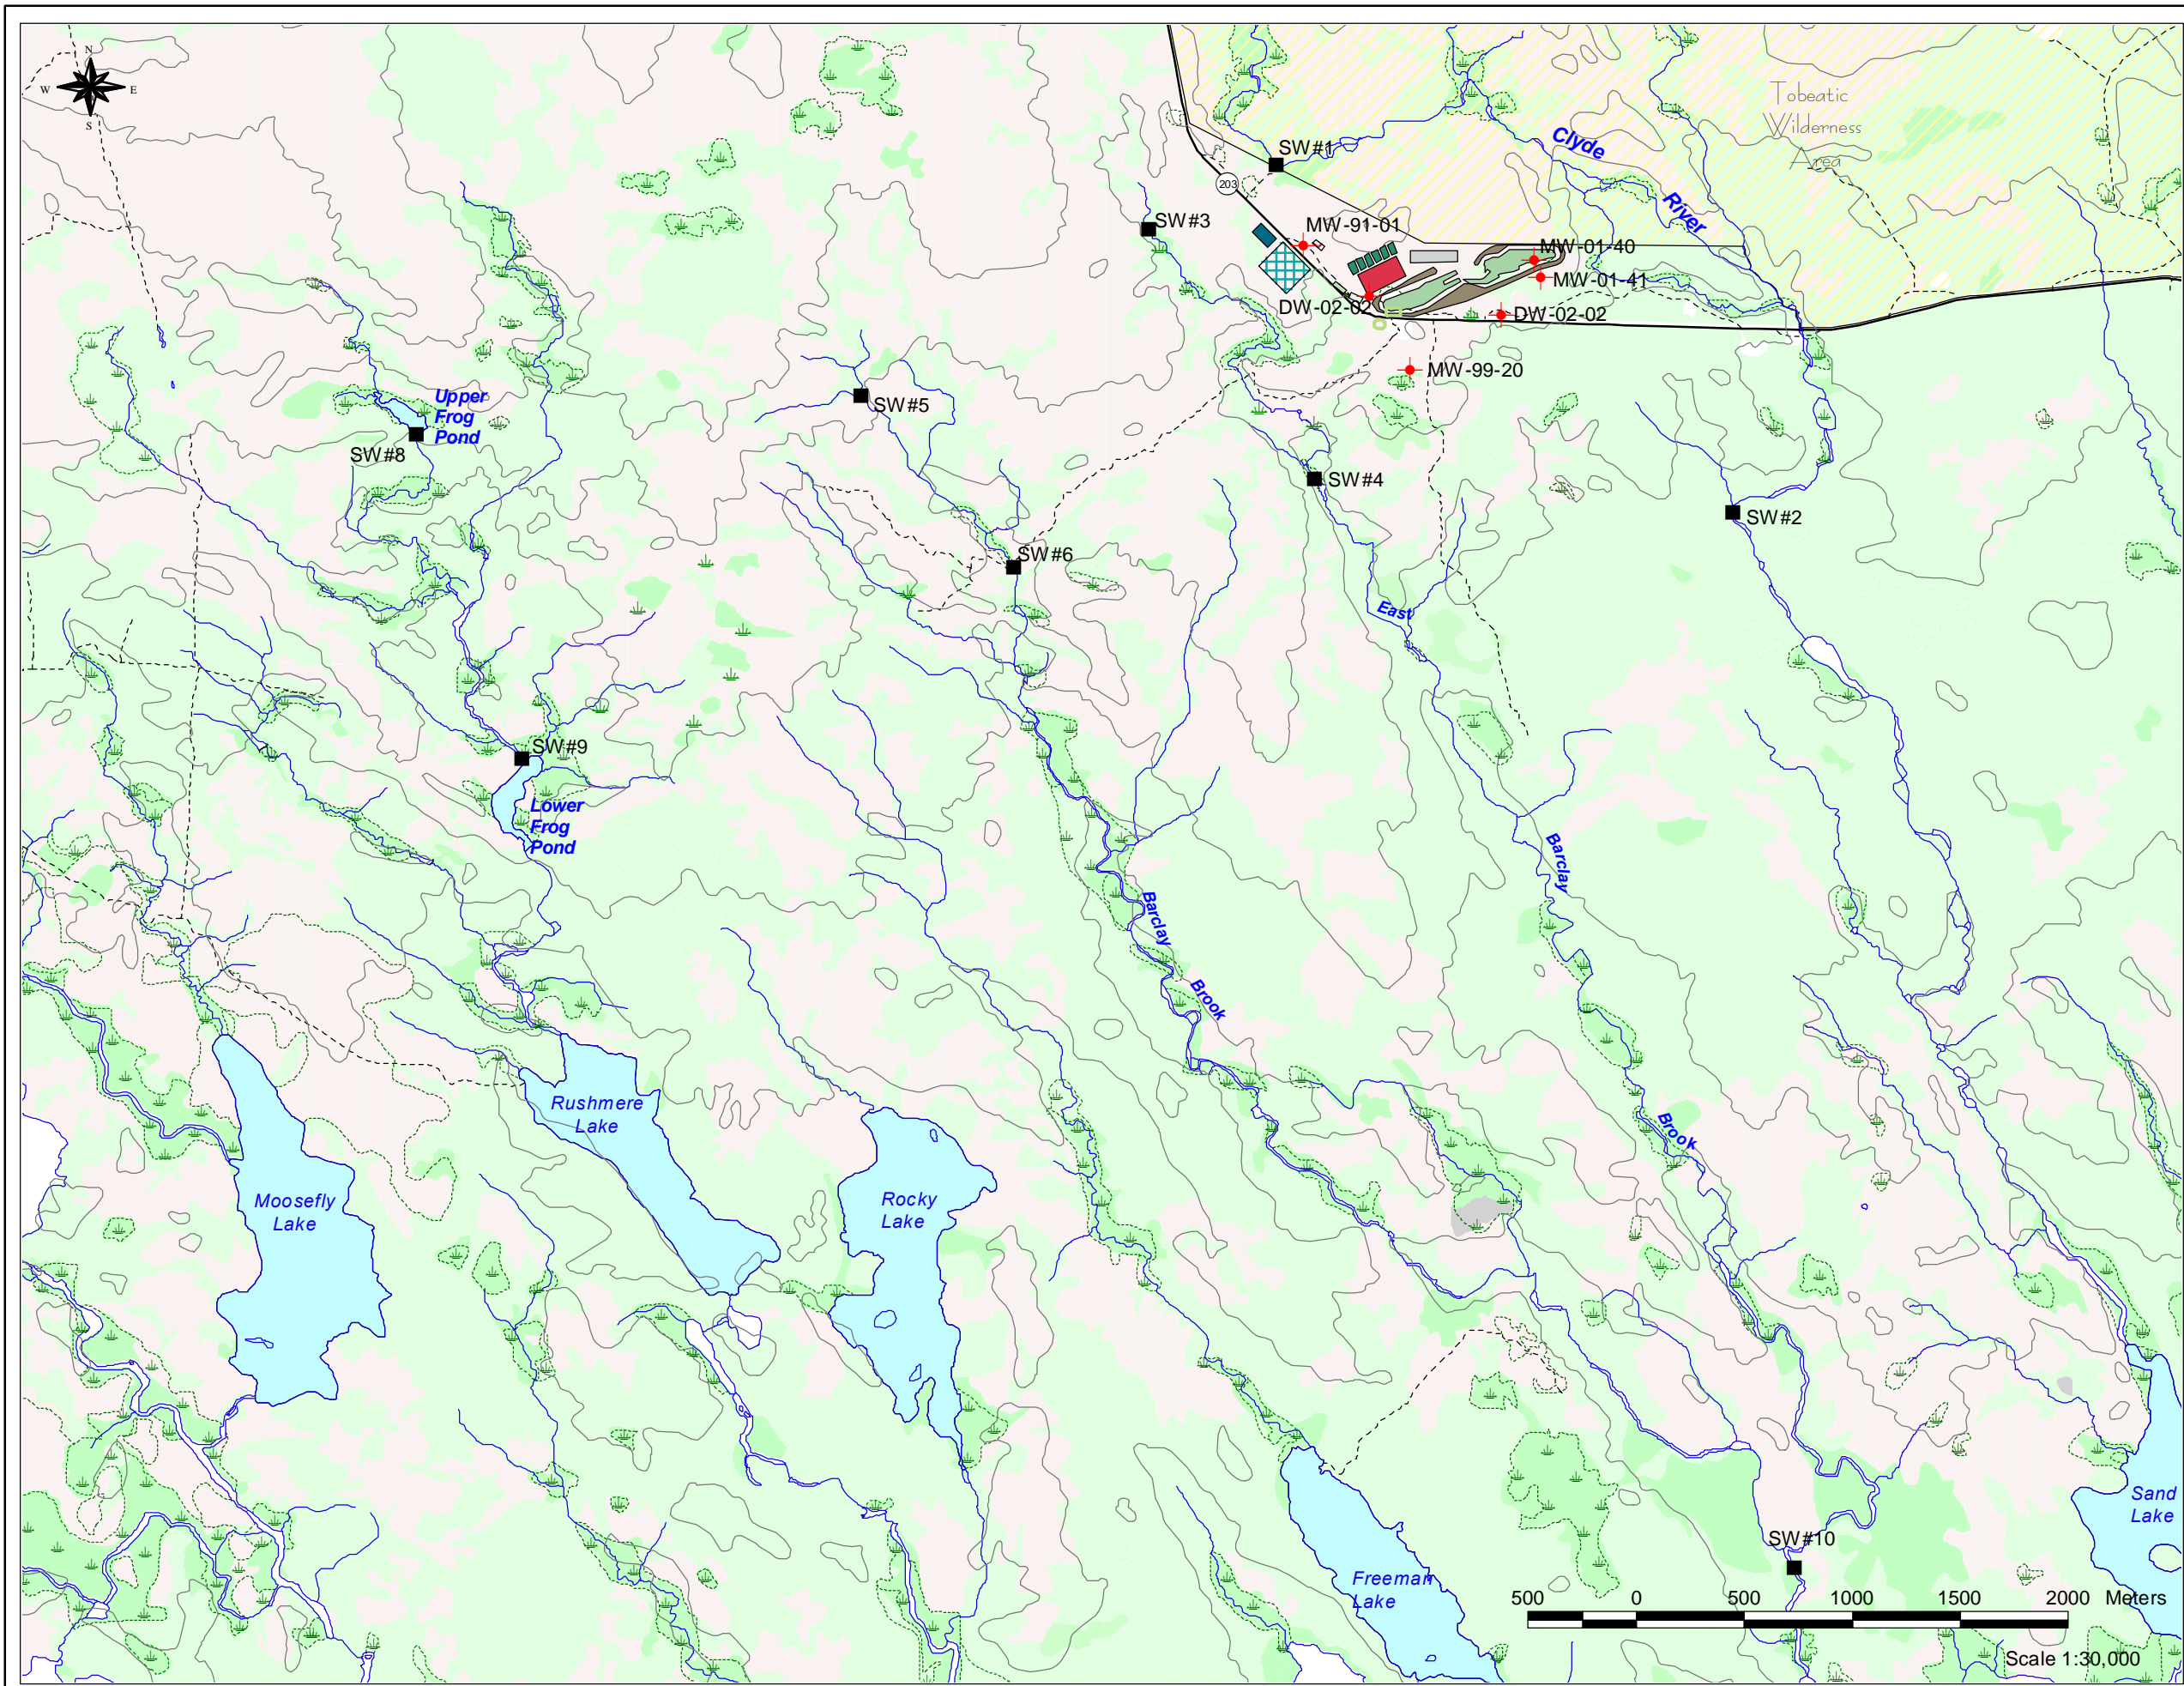 N
W
E
S
Tobeatic
Wilderness
Area
Clyde
River
SW#1
203
SW#3
MW-91-01
MW-01-40
MW-01-41
DW-02-02
DW-02-02
MW-99-20
Upper
Frog
Pond
SW#5
SW#8
SW#4
SW#2
SW#6
East
SW#9
Lower
Frog
Pond
Barclay
Barclay
Brook
Rushmere
Lake
Brook
Moosefly
Lake
Rocky
Lake
Sand
Lake
SW#10
Freeman
Lake
500 0 500 1000 1500 2000 Meters
Scale 1:30,000